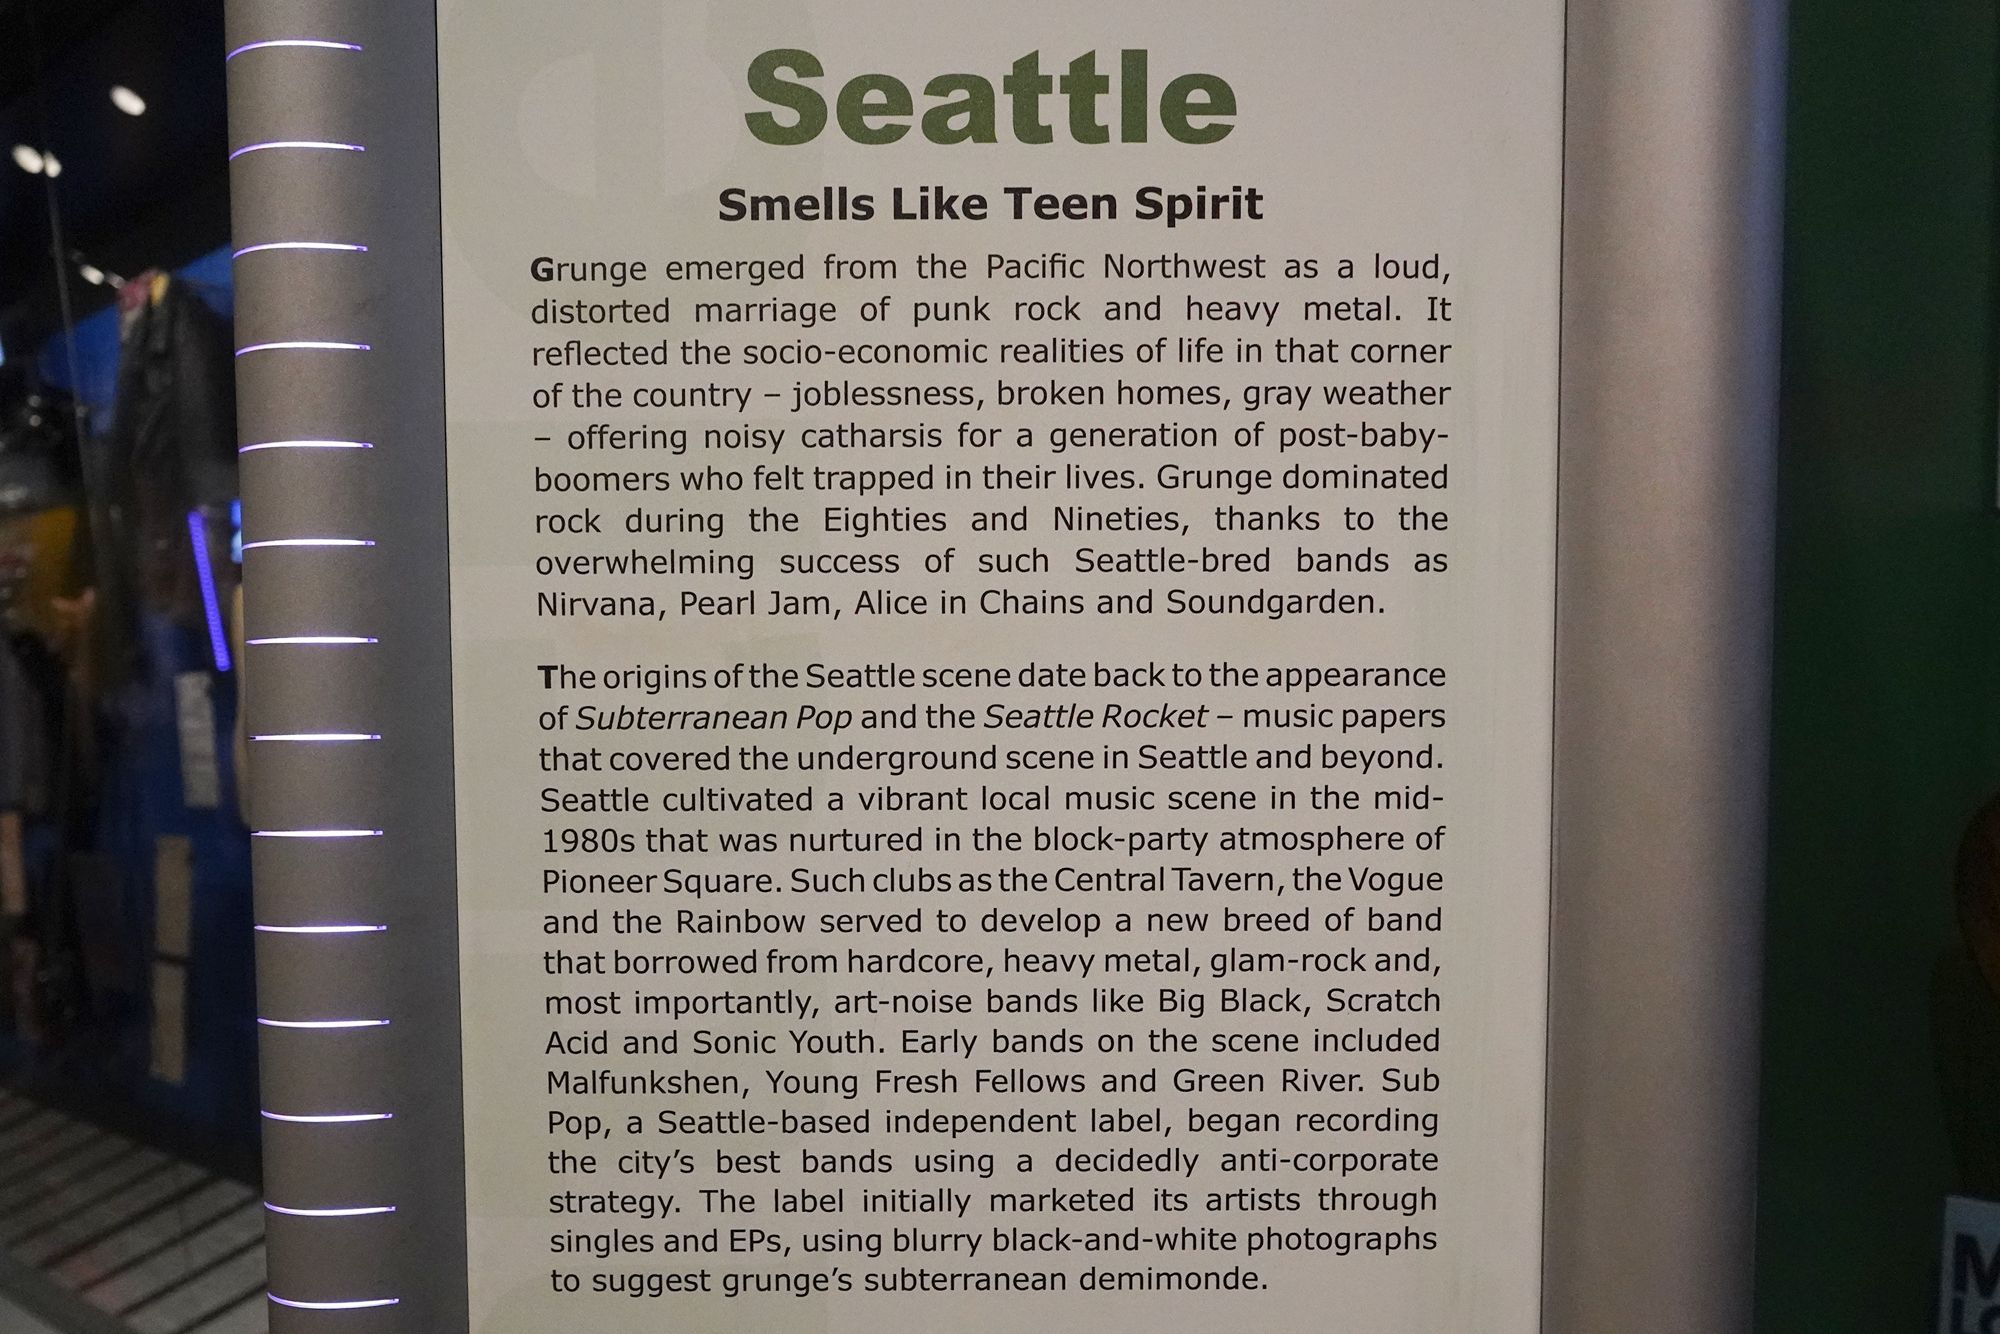 Seattle
Smells Like Teen Spirit
Grunge emerged from the Pacific Northwest as a loud,
distorted marriage of punk rock and heavy metal. It
reflected the socio-economic realities of life in that corner
of the country – joblessness, broken homes, gray weather
– offering noisy catharsis for a generation of post-baby-
boomers who felt trapped in their lives. Grunge dominated
rock during the Eighties and Nineties, thanks to the
overwhelming success of such Seattle-bred bands as
Nirvana, Pearl Jam, Alice in Chains and Soundgarden.
The origins of the Seattle scene date back to the appearance
of Subterranean Pop and the Seattle Rocket – music papers
that covered the underground scene in Seattle and beyond.
Seattle cultivated a vibrant local music scene in the mid-
1980s that was nurtured in the block-party atmosphere of
Pioneer Square. Such clubs as the Central Tavern, the Vogue
and the Rainbow served to develop a new breed of band
that borrowed from hardcore, heavy metal, glam-rock and,
most importantly, art-noise bands like Big Black, Scratch
Acid and Sonic Youth. Early bands on the scene included
Malfunkshen, Young Fresh Fellows and Green River. Sub
Pop, a Seattle-based independent label, began recording
the city’s best bands using a decidedly anti-corporate
strategy. The label initially marketed its artists through
singles and EPs, using blurry black-and-white photographs
to suggest grunge’s subterranean demimonde.